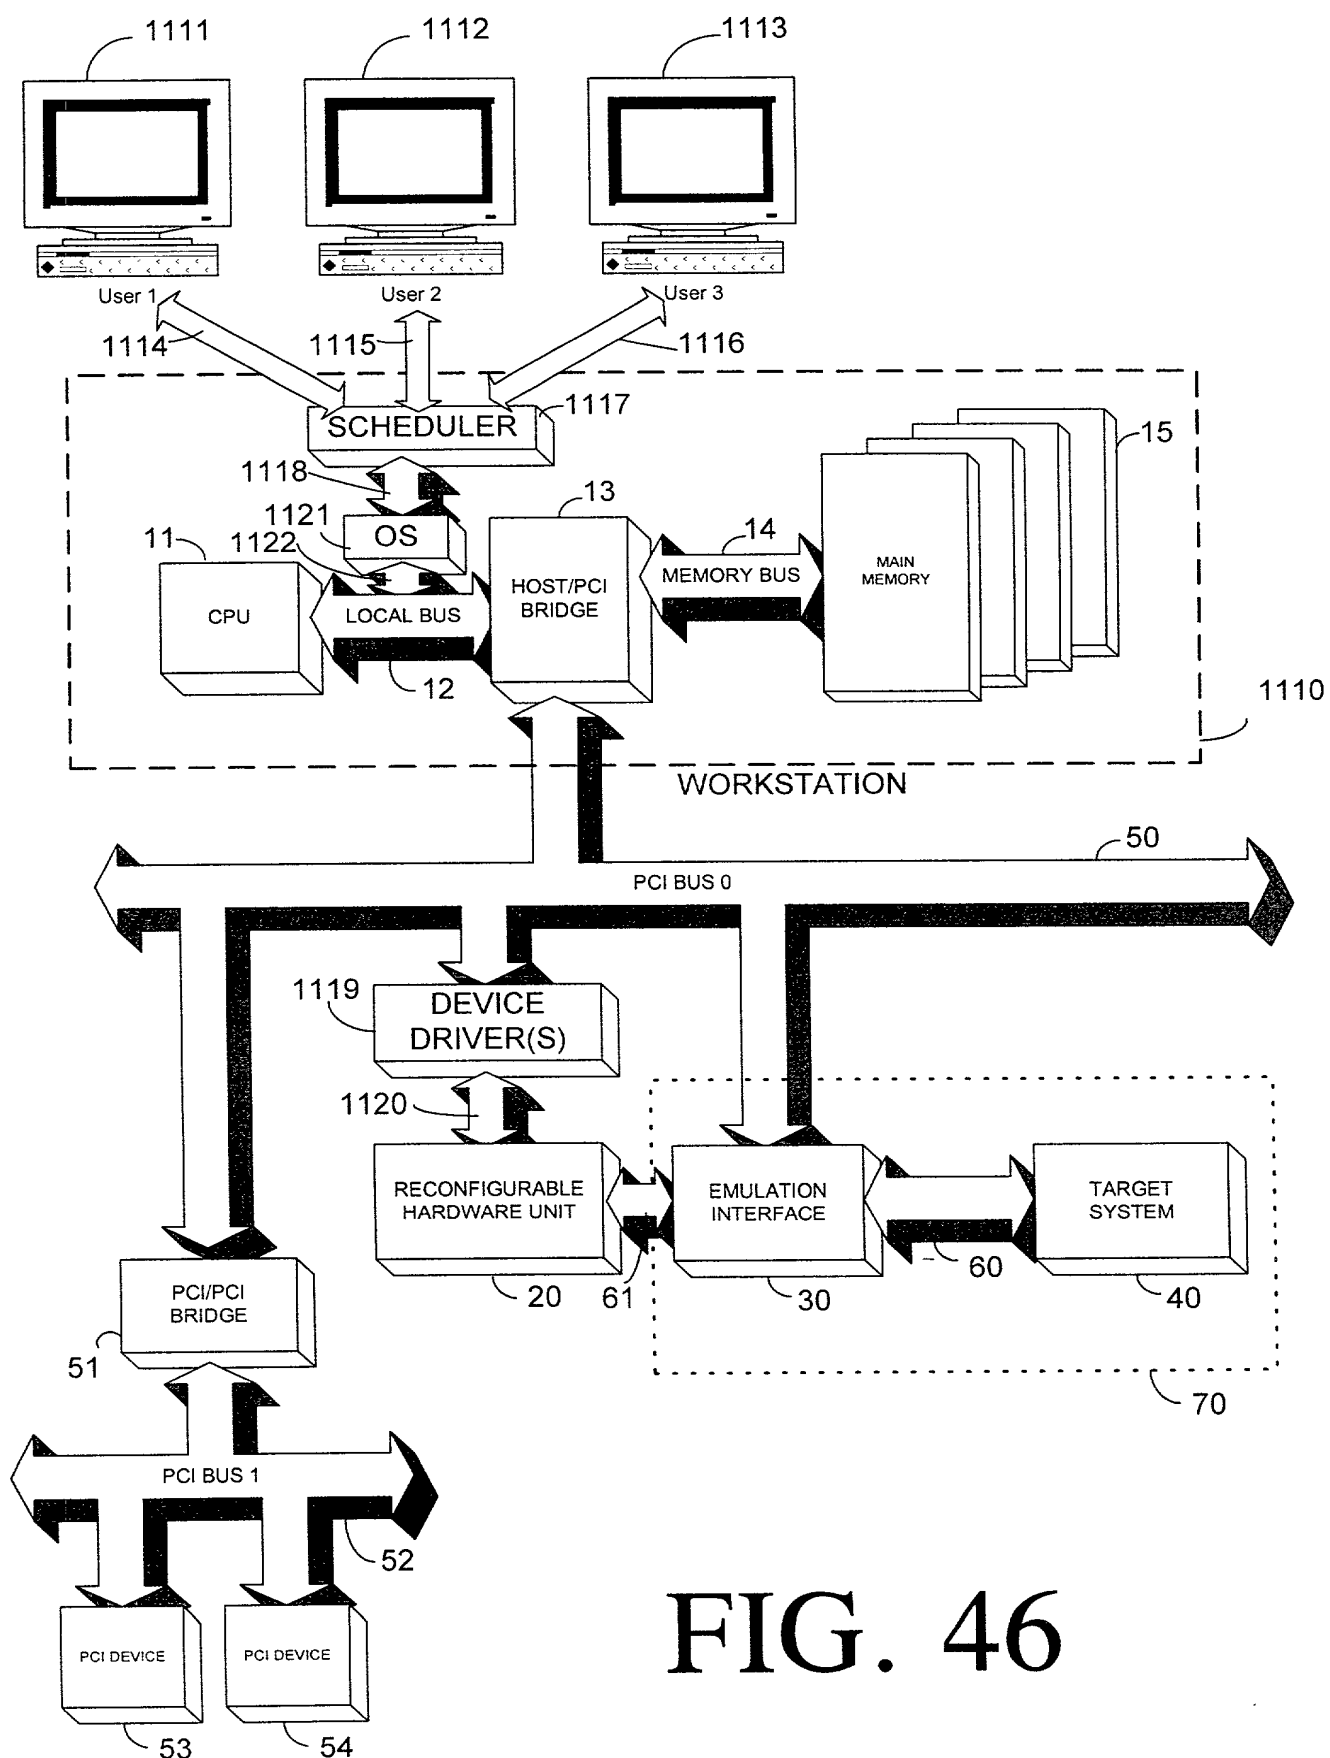 1111
1112
1113
User 1
User 2
User 3
1114
1115
1116
SCHEDULER
1117
15
1118
13
1121
OS
14
11
1122
CPU
LOCAL BUS
HOST/PCI
BRIDGE
MEMORY BUS
MAIN
MEMORY
12
1110
WORKSTATION
50
PCI BUS 0
1119
DEVICE
DRIVER(S)
1120
RECONFIGURABLE
HARDWARE UNIT
EMULATION
INTERFACE
TARGET
SYSTEM
60
20
61
30
40
PCI/PCI
BRIDGE
51
70
PCI BUS 1
52
PCI DEVICE
PCI DEVICE
53
54
FIG. 46